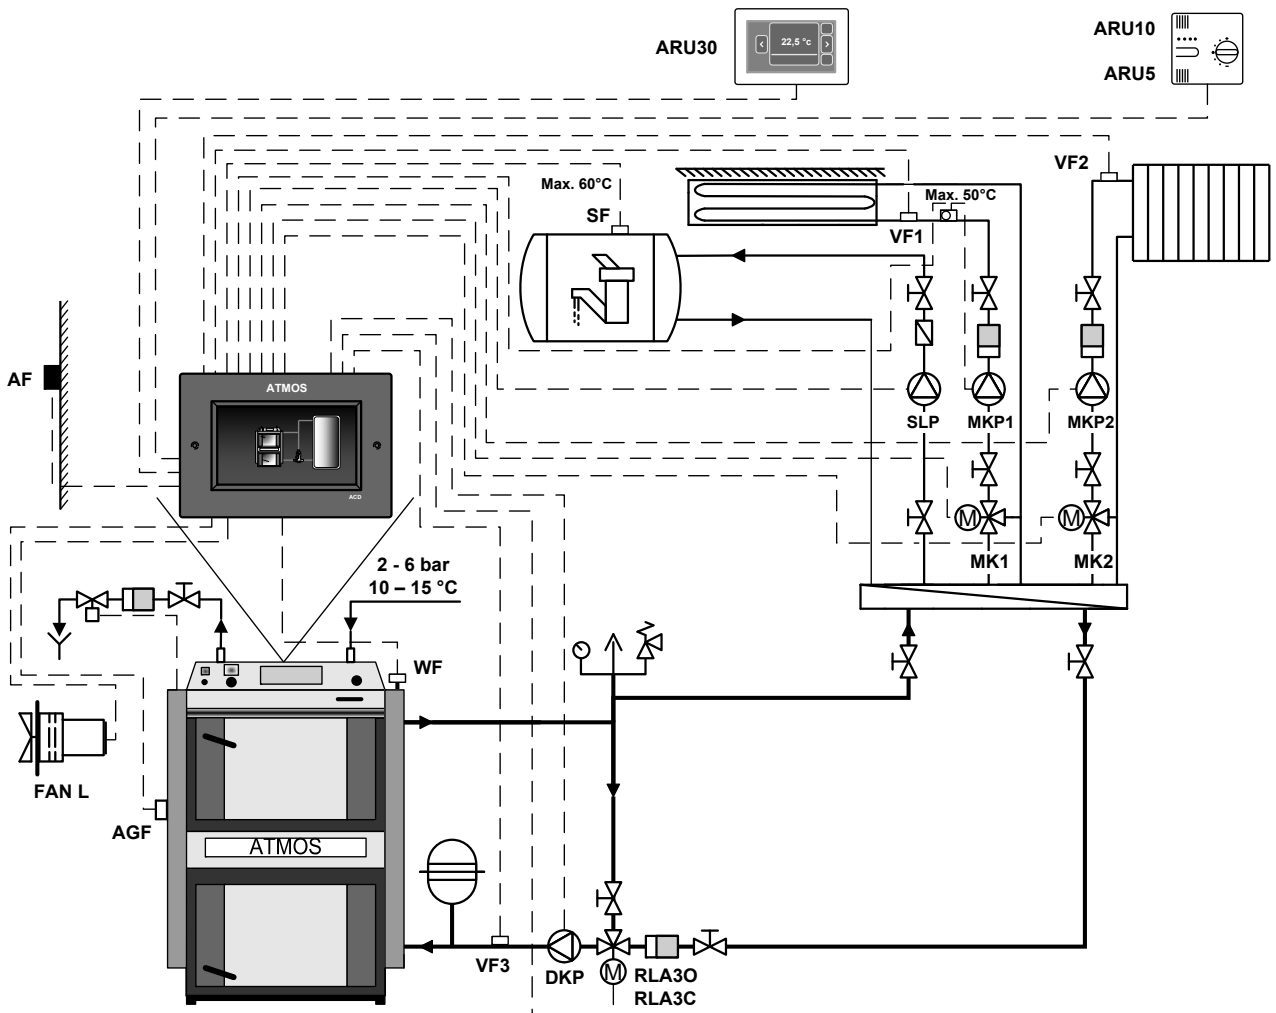 ARU30
22,5 °c
ARU10
ARU5
VF2
Max. 60°C
SF
Max. 50°C
VF1
AF
ATMOS
ACD
SLP
MKP1
MKP2
M
M
MK1
MK2
2 - 6 bar
10 – 15 °C
WF
FAN L
AGF
ATMOS
VF3
DKP
M
RLA3O
RLA3C